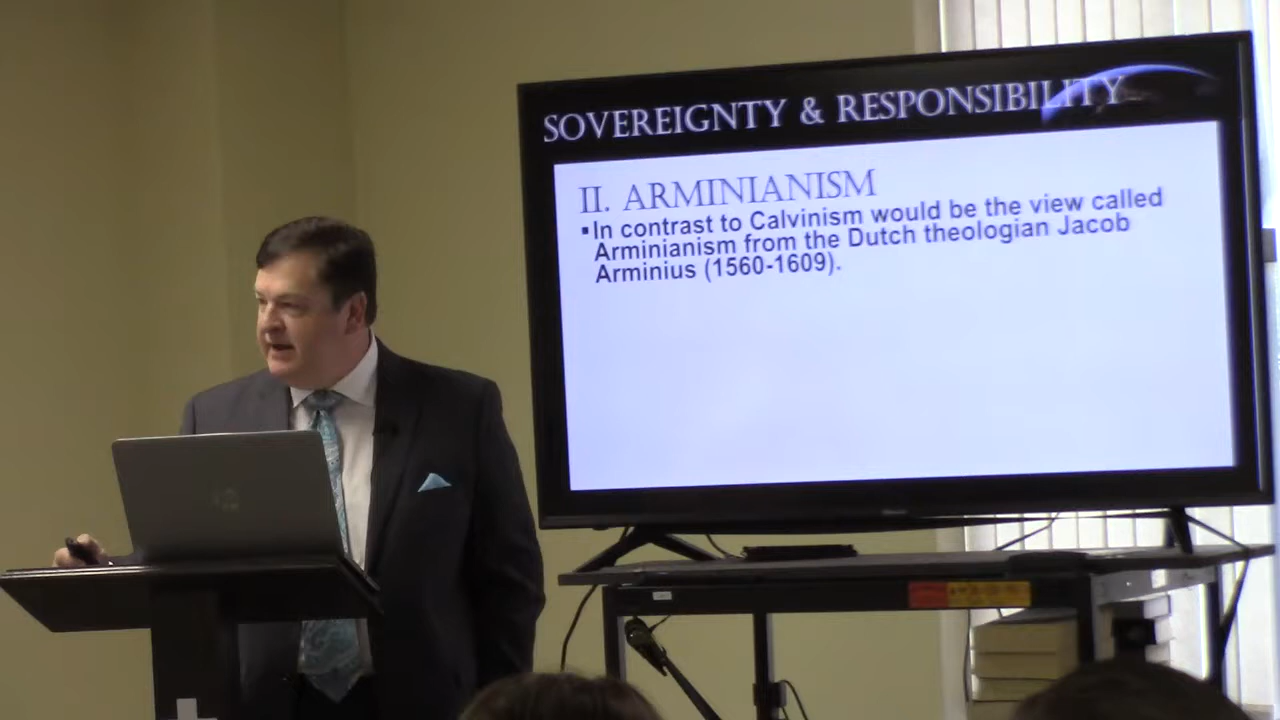 SOVEREIGNTY & RESPONSIBILITY
II. ARMINIANISM
▪In contrast to Calvinism would be the view called
Arminianism from the Dutch theologian Jacob
Arminius (1560-1609).